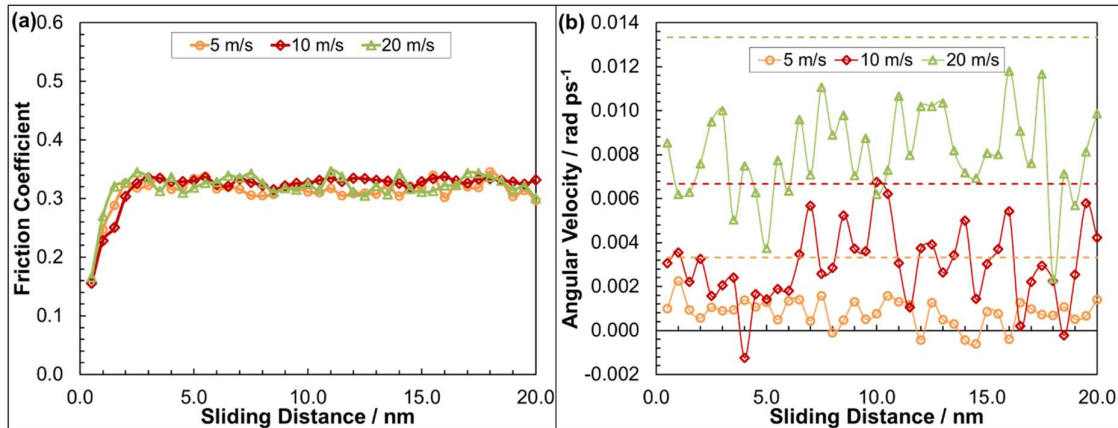 (a)
5 m/s 10 m/s 20 m/s
Friction Coefficient
0.6
0.5
0.4
0.3
0.2
0.1
0.0
0.0 5.0 10.0 15.0 20.0
Sliding Distance / nm
(b)
5 m/s 10 m/s 20 m/s
Angular Velocity / rad ps⁻¹
0.014
0.012
0.010
0.008
0.006
0.004
0.002
0.000
-0.002
0.0 5.0 10.0 15.0 20.0
Sliding Distance / nm